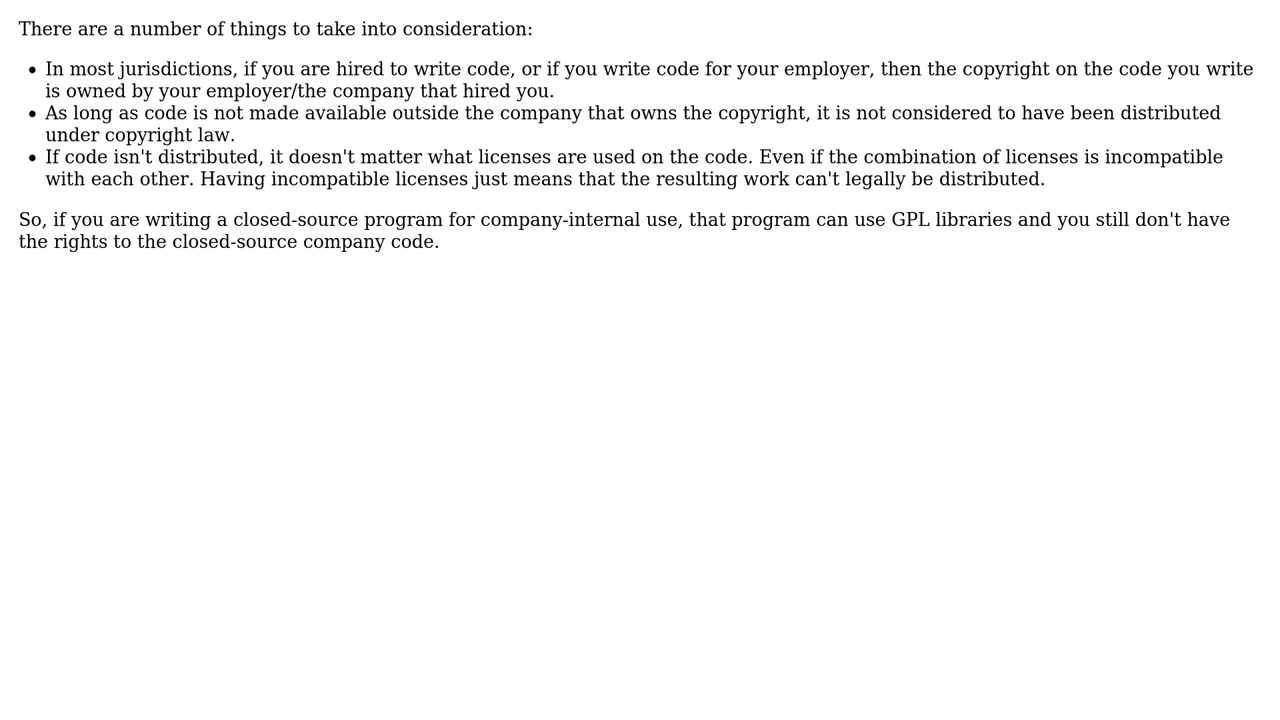 There are a number of things to take into consideration:
• In most jurisdictions, if you are hired to write code, or if you write code for your employer, then the copyright on the code you write
is owned by your employer/the company that hired you.
• As long as code is not made available outside the company that owns the copyright, it is not considered to have been distributed
under copyright law.
• If code isn't distributed, it doesn't matter what licenses are used on the code. Even if the combination of licenses is incompatible
with each other. Having incompatible licenses just means that the resulting work can't legally be distributed.
So, if you are writing a closed-source program for company-internal use, that program can use GPL libraries and you still don't have
the rights to the closed-source company code.